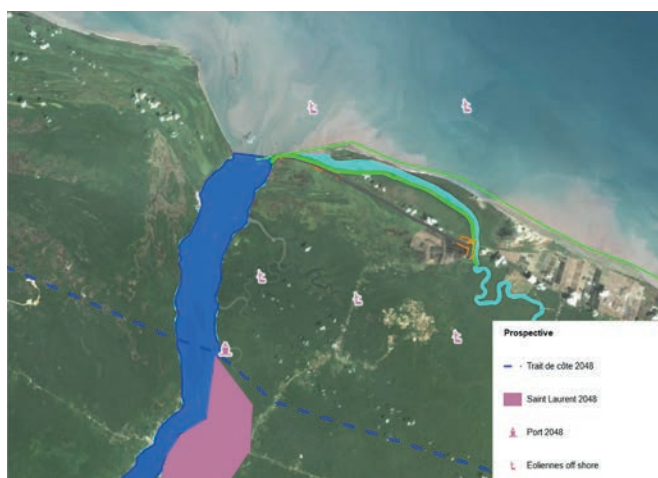 Prospective
Trait de côte 2048
Saint Laurent 2048
Port 2048
Eoliennes off shore